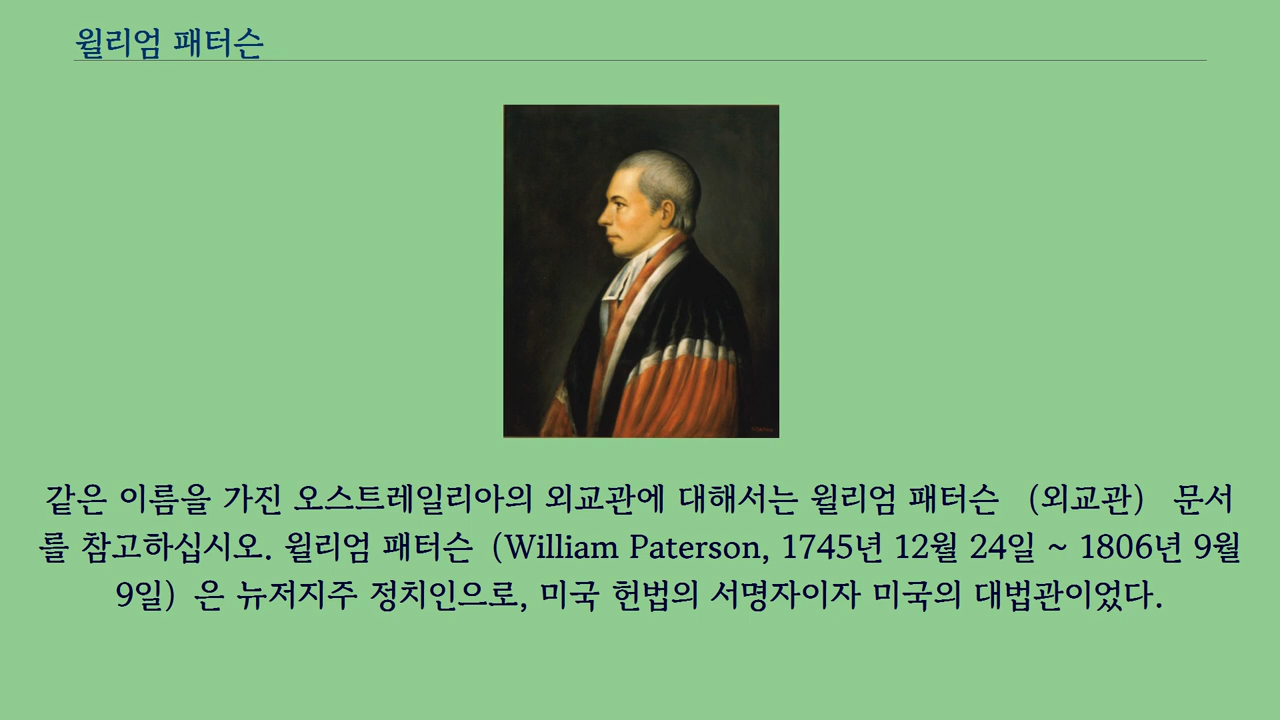 윌리엄 패터슨
같은 이름을 가진 오스트레일리아의 외교관에 대해서는 윌리엄 패터슨 (외교관) 문서
를 참고하십시오. 윌리엄 패터슨 (William Paterson, 1745년 12월 24일 ~ 1806년 9월
9일) 은 뉴저지주 정치인으로, 미국 헌법의 서명자이자 미국의 대법관이었다.